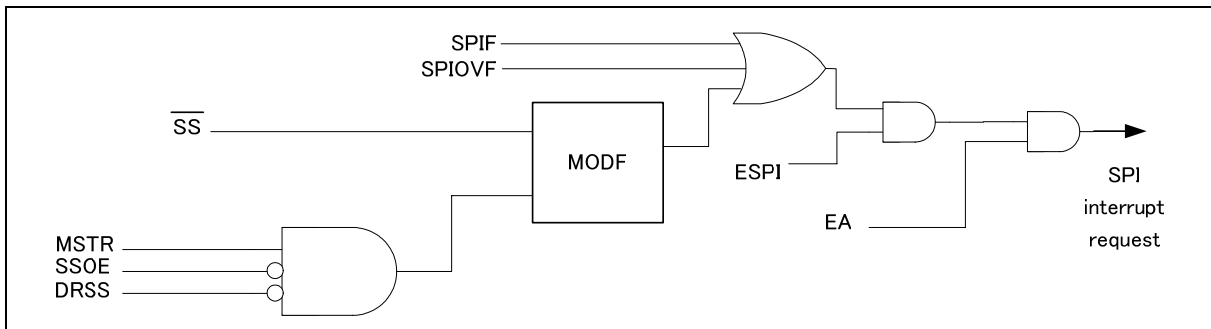 SPIF
SPIOVF
SS
MODF
ESPI
SPI
interrupt
request
EA
MSTR
SSOE
DRSS